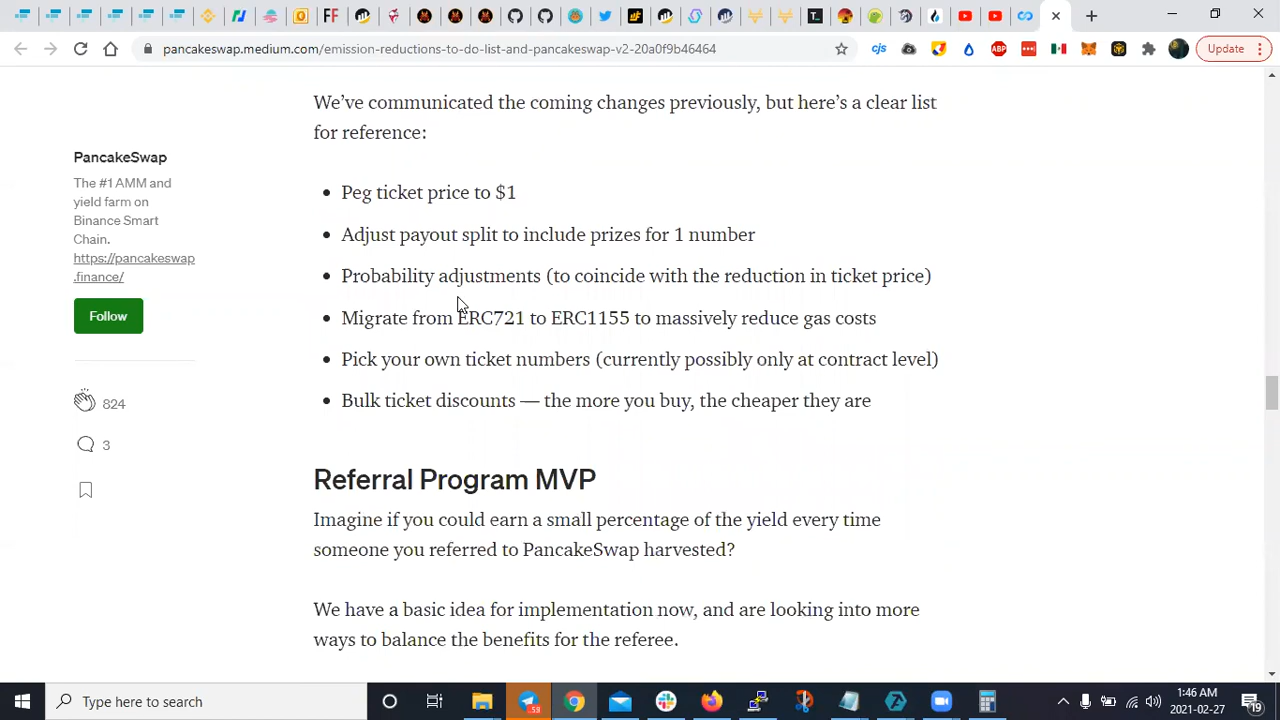 pancakeswap.medium.com/emission-reductions-to-do-list-and-pancakeswap-v2-20a0f9b46464
cjs
ABP
Update
We've communicated the coming changes previously, but here's a clear list
for reference:
PancakeSwap
The #1 AMM and
yield farm on
Binance Smart
Chain.
https://pancakeswap
.finance/
Follow
824
3
• Peg ticket price to $1
• Adjust payout split to include prizes for 1 number
• Probability adjustments (to coincide with the reduction in ticket price)
• Migrate from ERC721 to ERC1155 to massively reduce gas costs
• Pick your own ticket numbers (currently possibly only at contract level)
• Bulk ticket discounts — the more you buy, the cheaper they are
Referral Program MVP
Imagine if you could earn a small percentage of the yield every time
someone you referred to PancakeSwap harvested?
We have a basic idea for implementation now, and are looking into more
ways to balance the benefits for the referee.
Type here to search
59
1:46 AM
2021-02-27
19